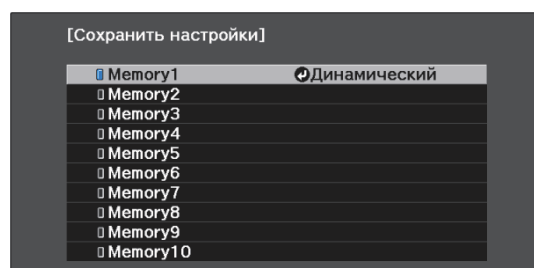 [Сохранить настройки]
Memory1 Динамический
Memory2
Memory3
Memory4
Memory5
Memory6
Memory7
Memory8
Memory9
Memory10